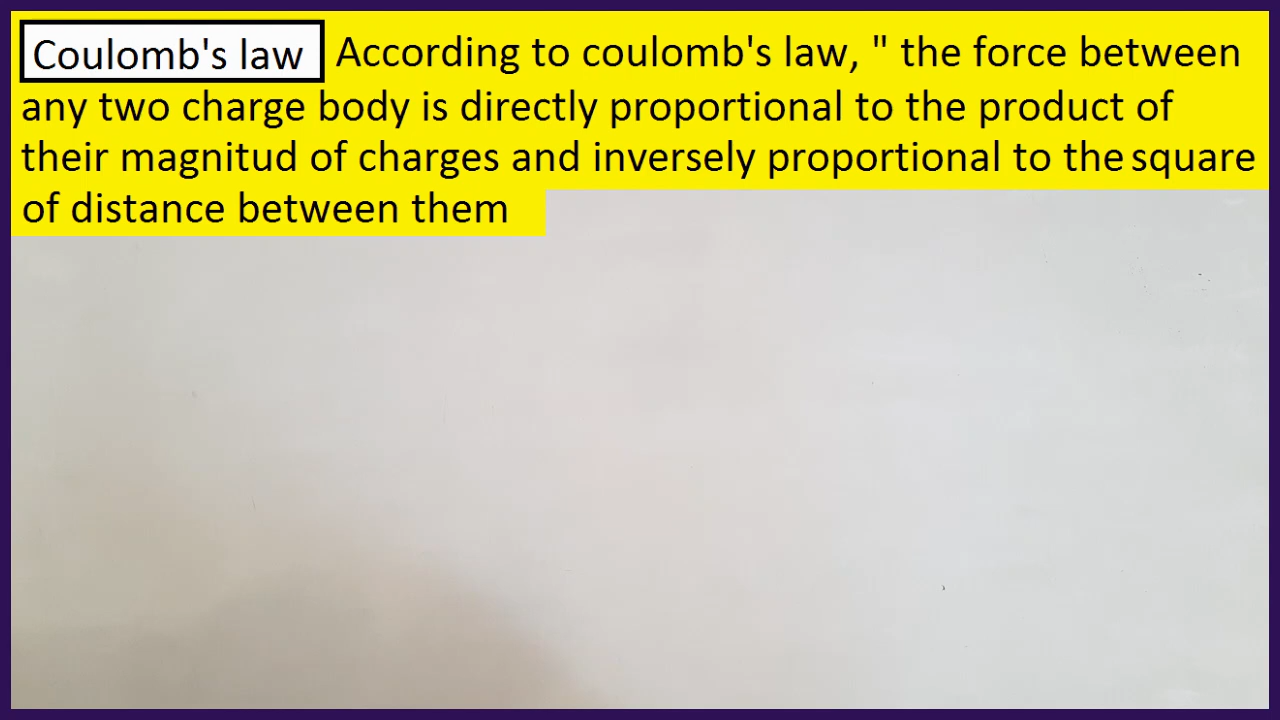 Coulomb's law According to coulomb's law, " the force between
any two charge body is directly proportional to the product of
their magnitud of charges and inversely proportional to the square
of distance between them